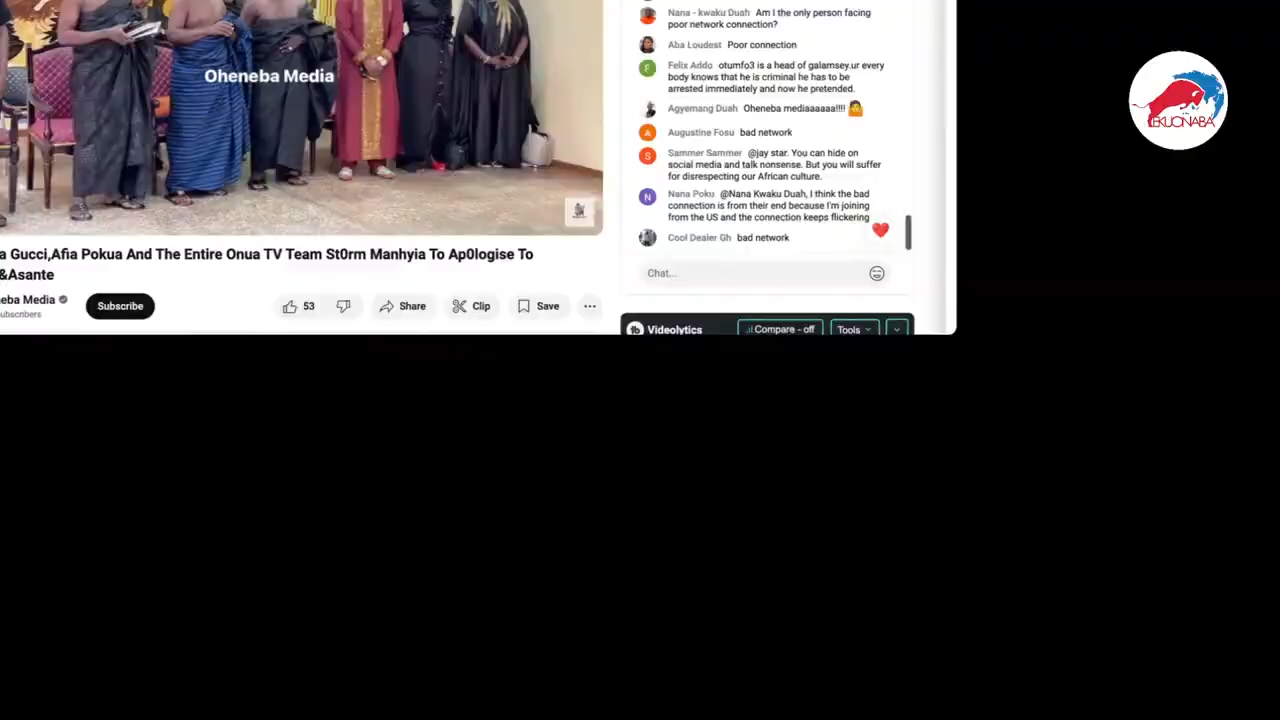 Oheneba Media
a Gucci,Afia Pokua And The Entire Onua TV Team St0rm Manhyia To Ap0logise To
&Asante
eba Media
ubscribers
Subscribe
53
Share
Clip
Save
Nana - kwaku Duah Am I the only person facing
poor network connection?
Aba Loudest Poor connection
Felix Addo otumfo3 is a head of galamsey.ur every
body knows that he is criminal he has to be
arrested immediately and now he pretended.
Agyemang Duah Oheneba mediaaaaaa!!!!
Augustine Fosu bad network
Sammer Sammer @jay star. You can hide on
social media and talk nonsense. But you will suffer
for disrespecting our African culture.
Nana Poku @Nana Kwaku Duah, I think the bad
connection is from their end because I'm joining
from the US and the connection keeps flickering
Cool Dealer Gh bad network
Chat...
Videolytics
Compare - off
Tools
F
S
N
A
EKUONABA